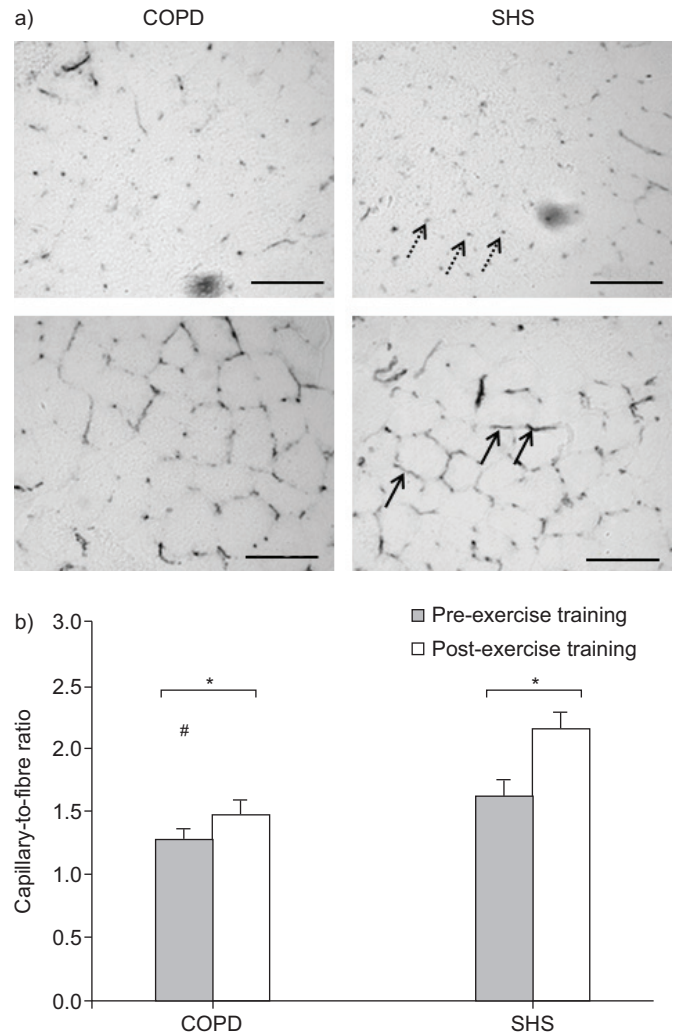 a) COPD SHS
b)
Pre-exercise training
Post-exercise training
Capillary-to-fibre ratio
3.0
2.5
2.0
1.5
1.0
0.5
0.0
* *
#
COPD SHS